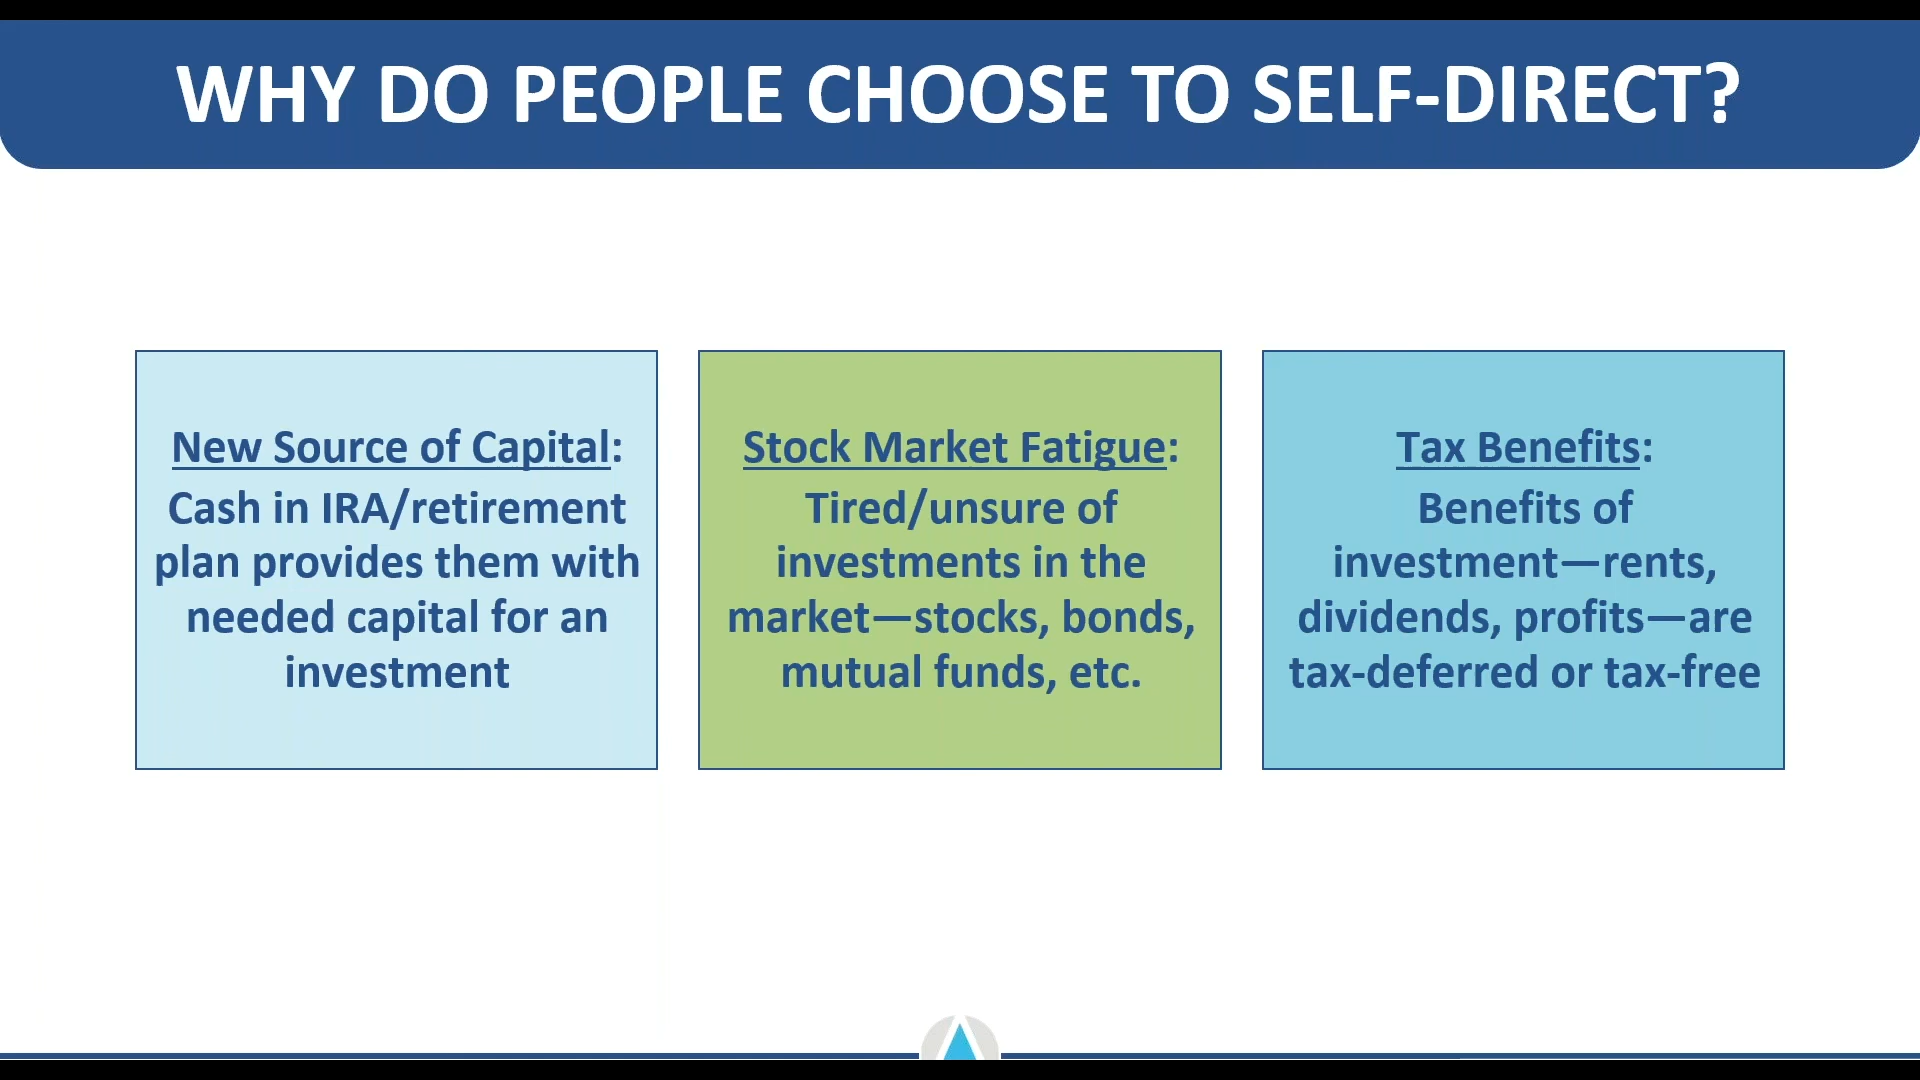 WHY DO PEOPLE CHOOSE TO SELF-DIRECT?
New Source of Capital:
Cash in IRA/retirement
plan provides them with
needed capital for an
investment
Stock Market Fatigue:
Tired/unsure of
investments in the
market—stocks, bonds,
mutual funds, etc.
Tax Benefits:
Benefits of
investment—rents,
dividends, profits—are
tax-deferred or tax-free